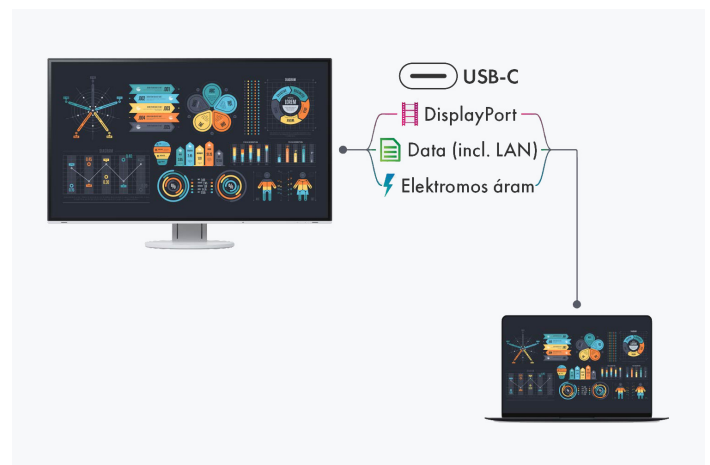 USB-C
DisplayPort
Data (incl. LAN)
Elektromos áram